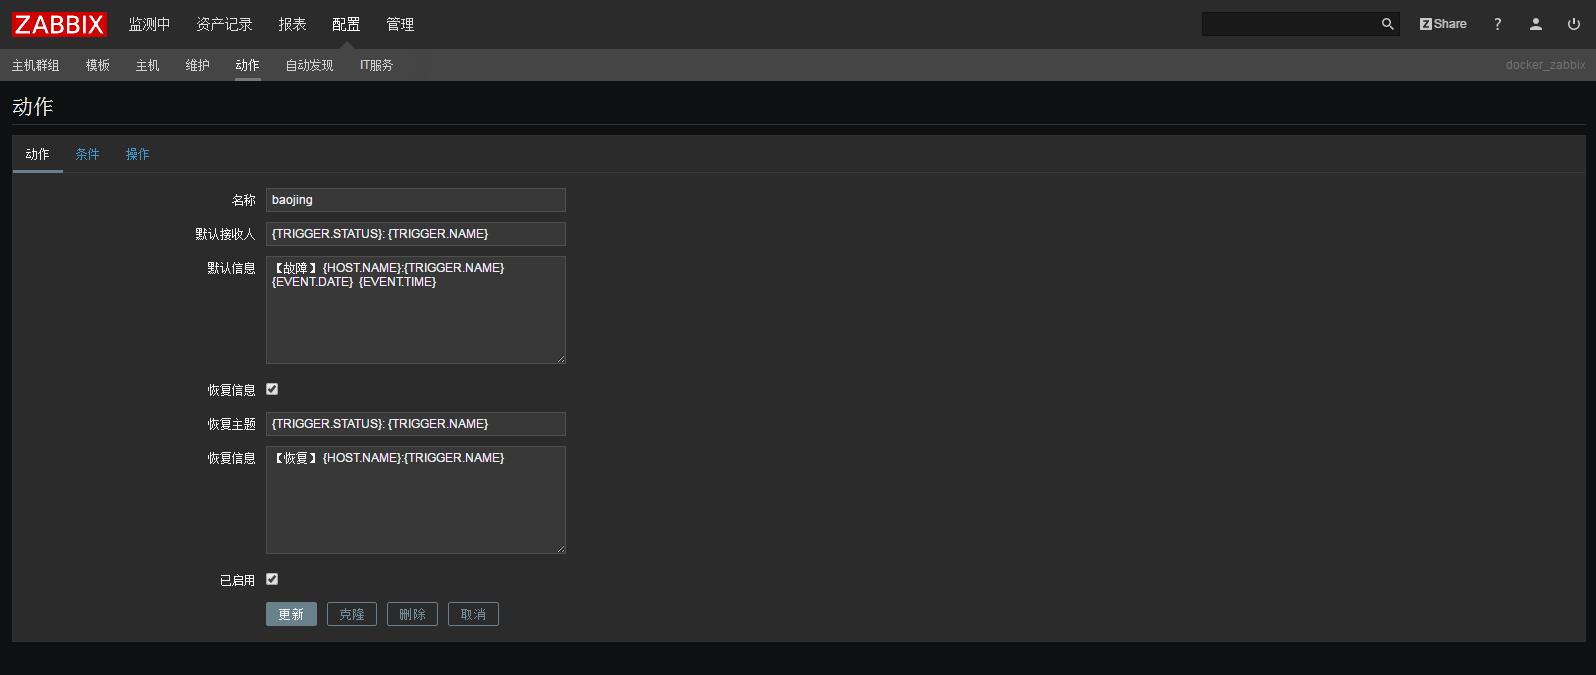 ZABBIX 监测中 资产记录 报表 配置 管理 Z Share ?
主机群组 模板 主机 维护 动作 自动发现 IT服务 docker_zabbix
动作
动作 条件 操作
名称 baojing
默认接收人 {TRIGGER.STATUS}: {TRIGGER.NAME}
默认信息 【故障】{HOST.NAME}:{TRIGGER.NAME}
{EVENT.DATE} {EVENT.TIME}
恢复信息
恢复主题 {TRIGGER.STATUS}: {TRIGGER.NAME}
恢复信息 【恢复】{HOST.NAME}:{TRIGGER.NAME}
已启用
更新 克隆 删除 取消